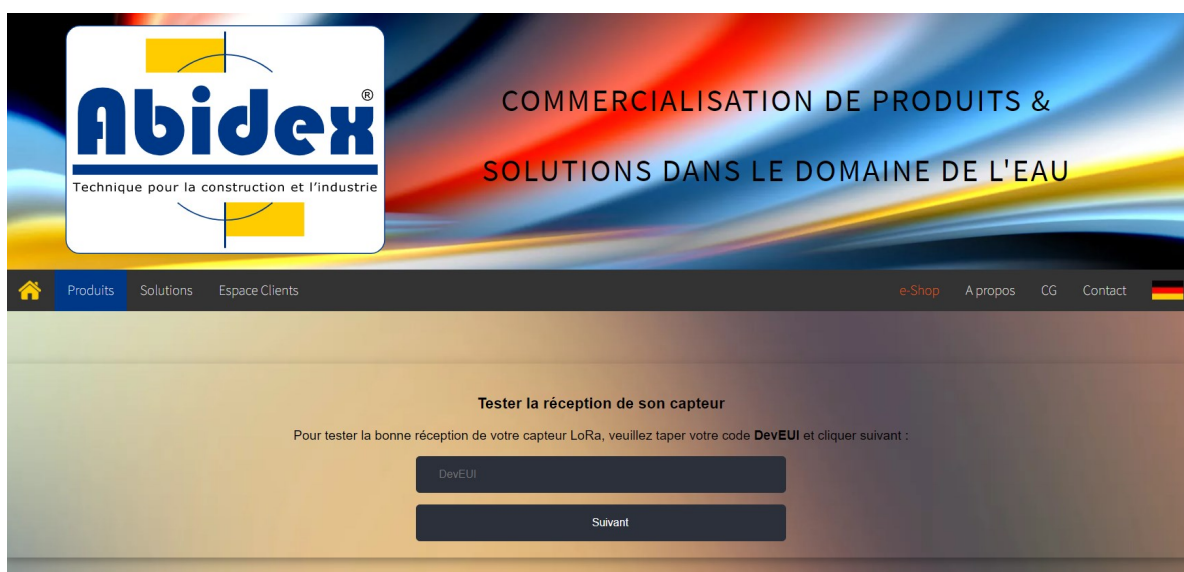 Abidex®
Technique pour la construction et l'industrie
COMMERCIALISATION DE PRODUITS &
SOLUTIONS DANS LE DOMAINE DE L'EAU
Produits Solutions Espace Clients e-Shop A propos CG Contact
Tester la réception de son capteur
Pour tester la bonne réception de votre capteur LoRa, veuillez taper votre code DevEUI et cliquer suivant :
DevEUI
Suivant